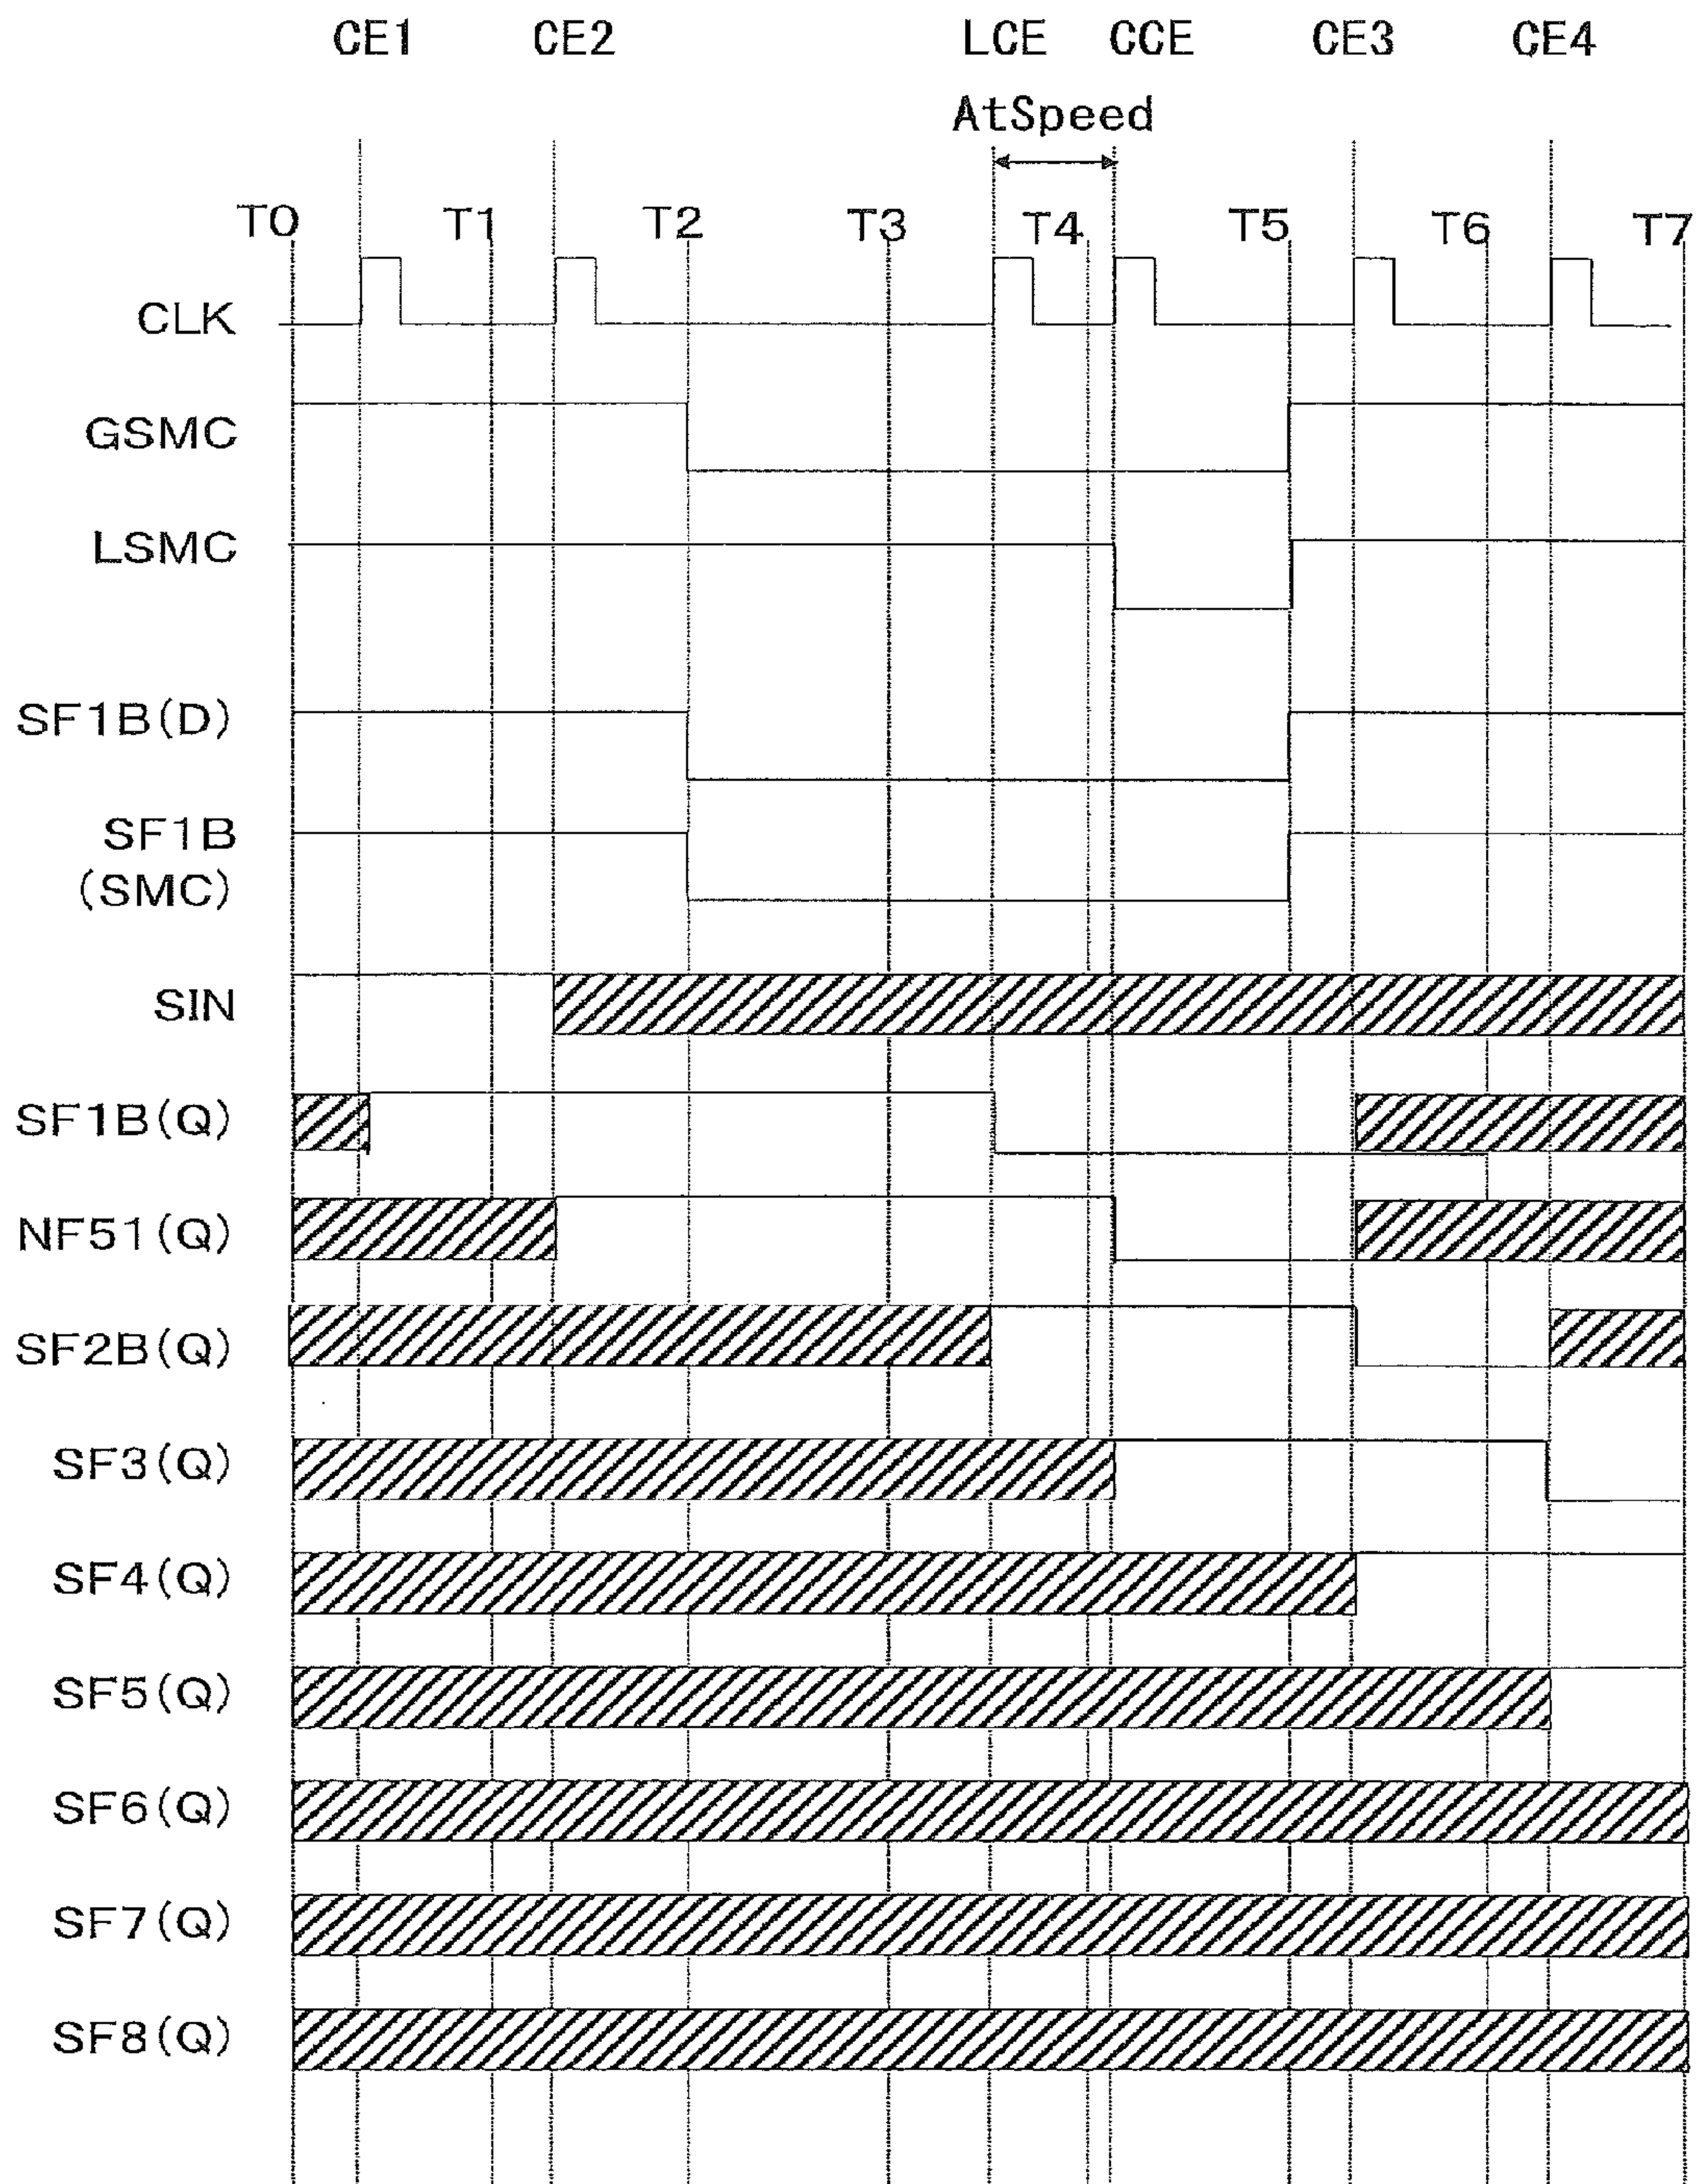 CE1 CE2 LCE CCE CE3 CE4
AtSpeed
T0 T1 T2 T3 T4 T5 T6 T7
CLK
GSMC
LSMC
SF1B(D)
SF1B
(SMC)
SIN
SF1B(Q)
NF51(Q)
SF2B(Q)
SF3(Q)
SF4(Q)
SF5(Q)
SF6(Q)
SF7(Q)
SF8(Q)